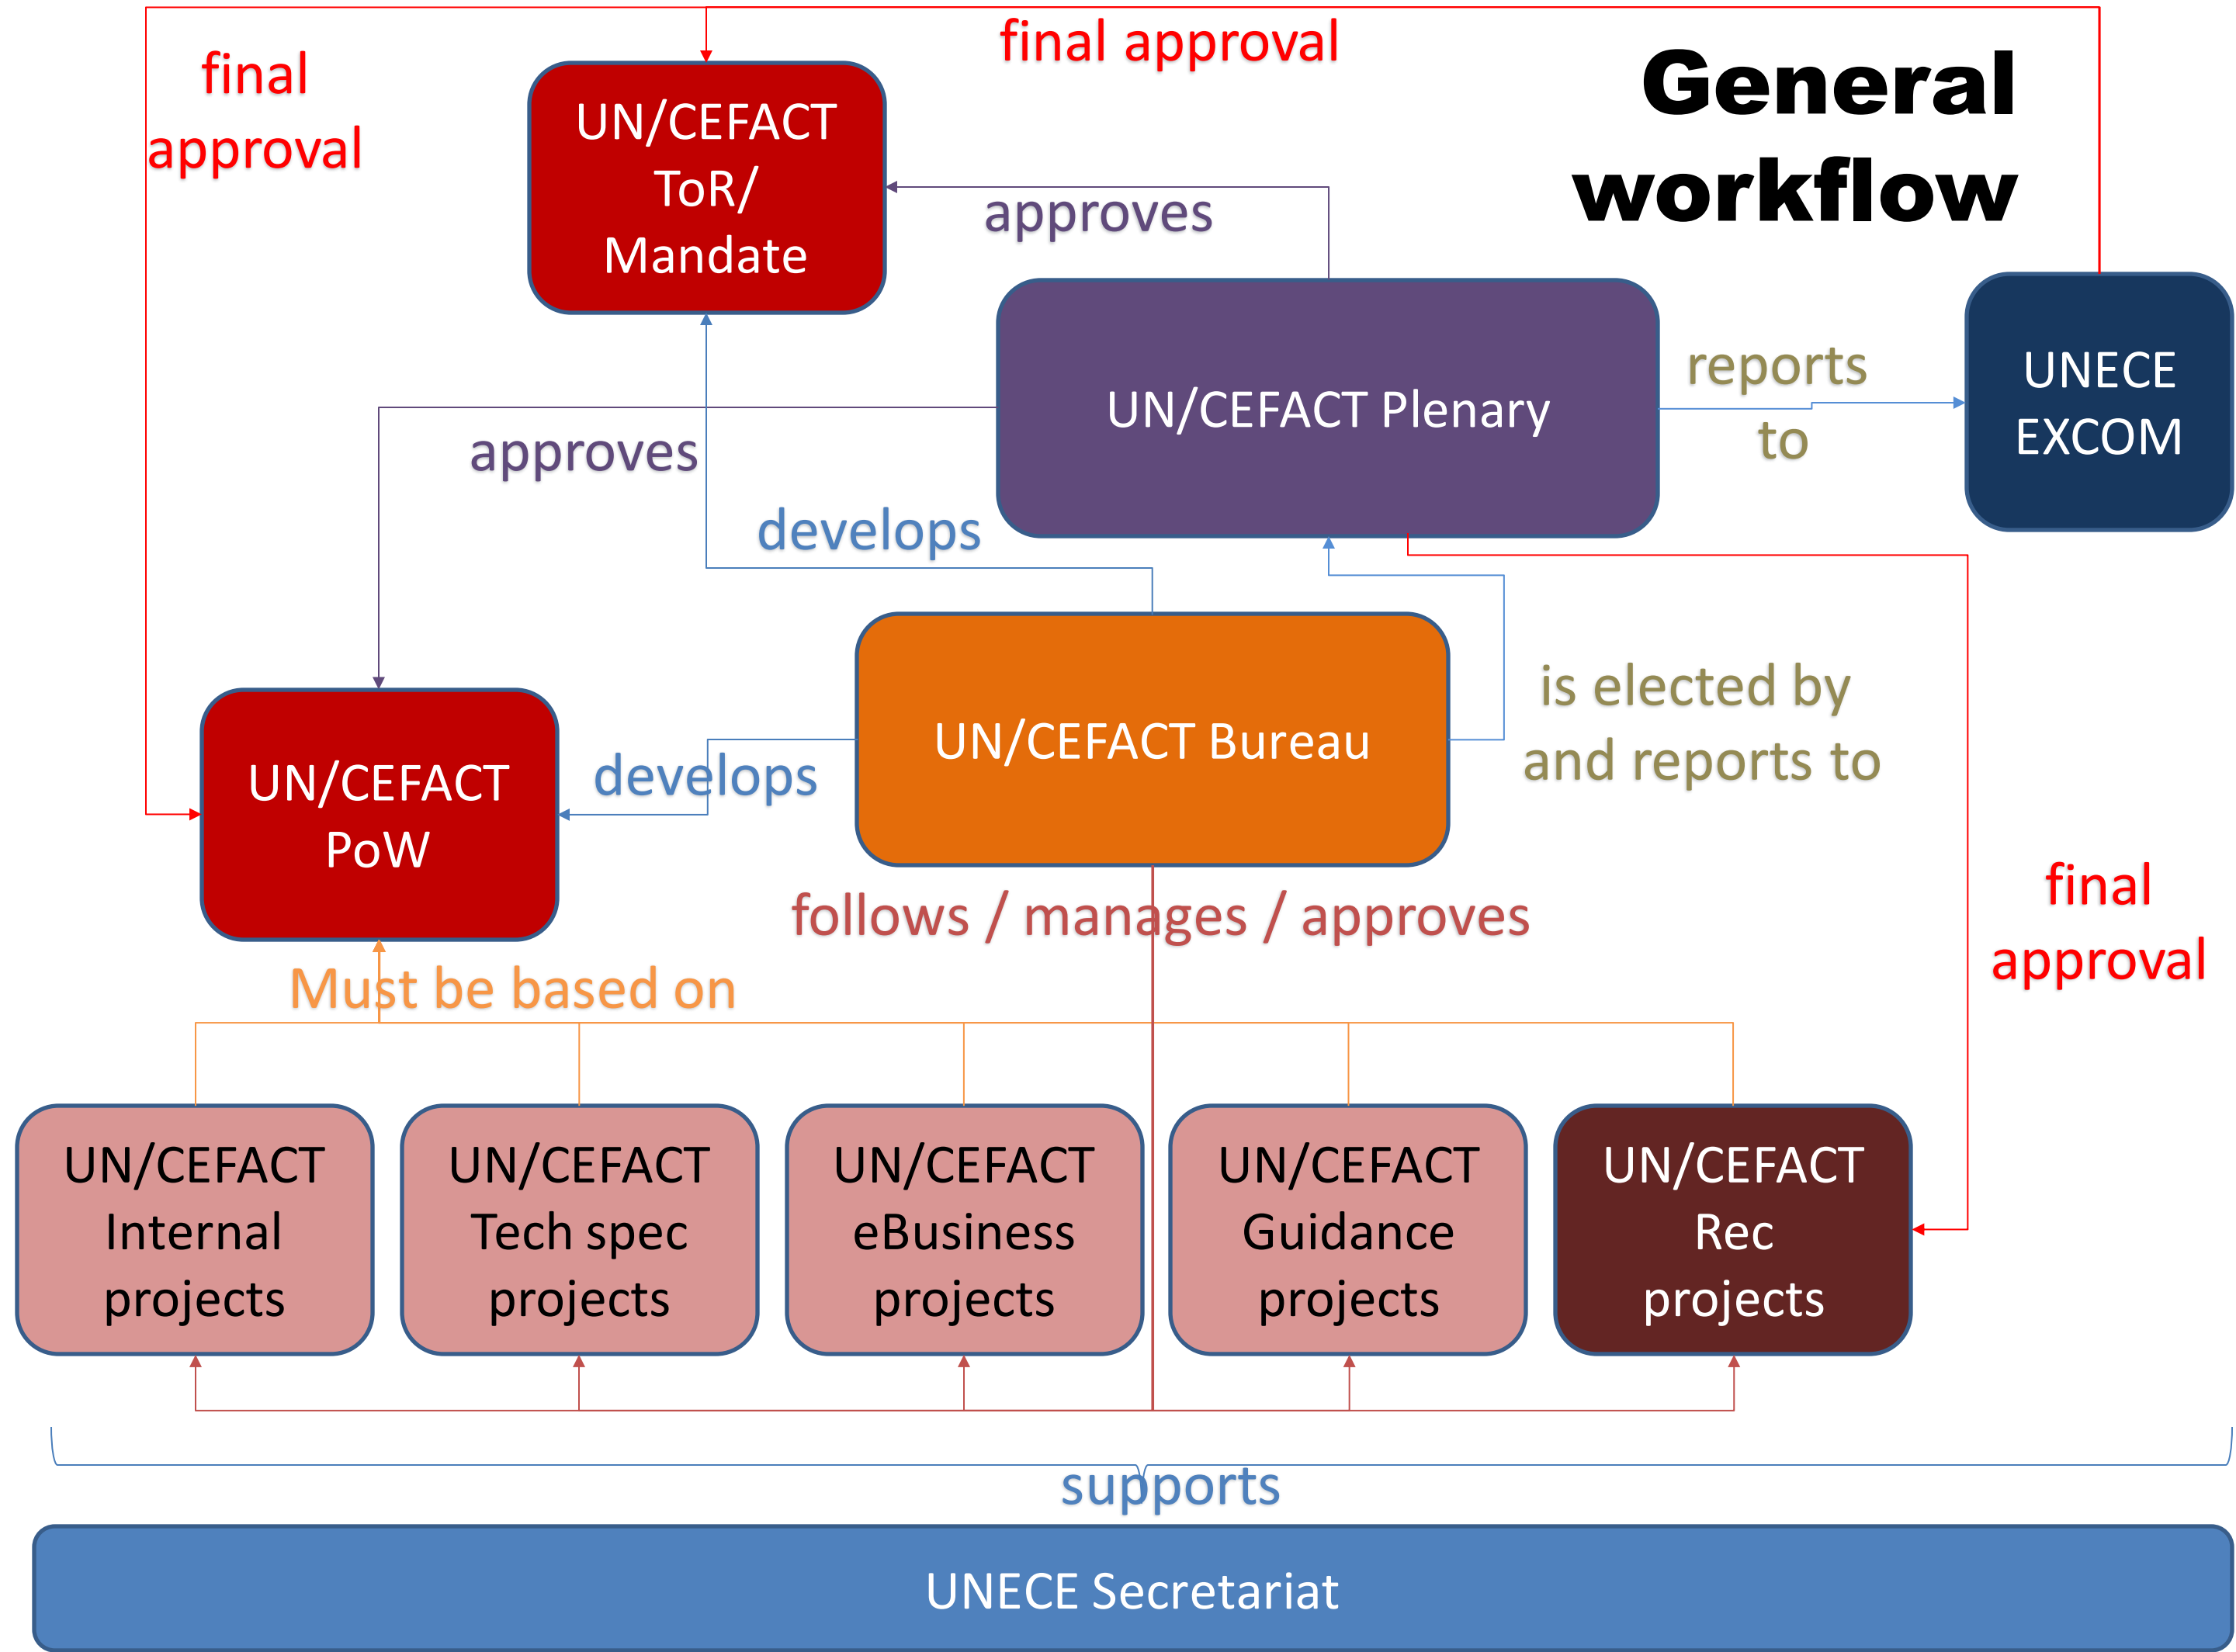 final approval
General
workflow
final
approval
UN/CEFACT
ToR/
Mandate
approves
UN/CEFACT Plenary
reports
to
UNECE
EXCOM
approves
develops
is elected by
and reports to
UN/CEFACT Bureau
develops
UN/CEFACT
PoW
follows / manages / approves
final
approval
Must be based on
UN/CEFACT
Internal
projects
UN/CEFACT
Tech spec
projects
UN/CEFACT
eBusiness
projects
UN/CEFACT
Guidance
projects
UN/CEFACT
Rec
projects
supports
UNECE Secretariat